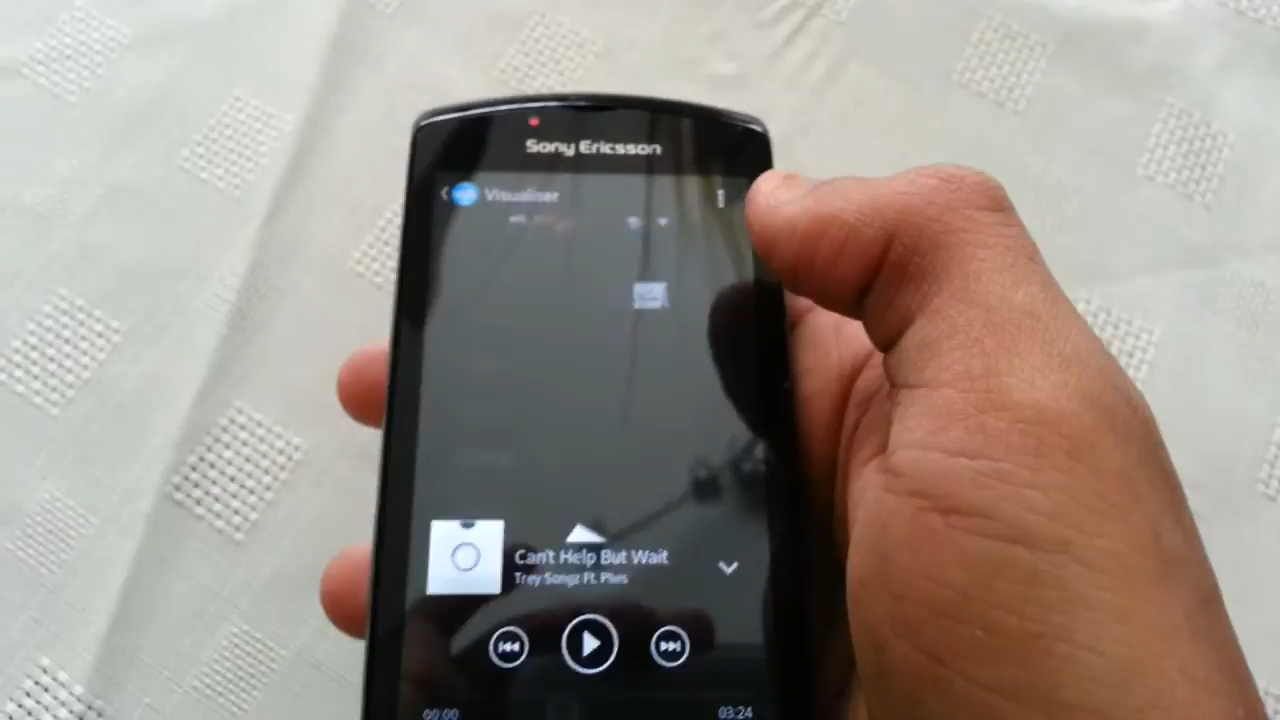 Sony Ericsson
Visualiser
Can't Help But Wait
Trey Songz Ft. Plies
00:00
03:24